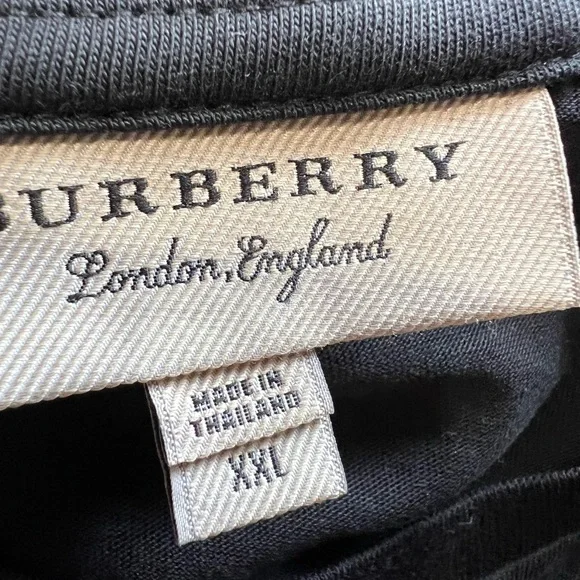 BURBERRY
London, England
MADE IN
THAILAND
XXL